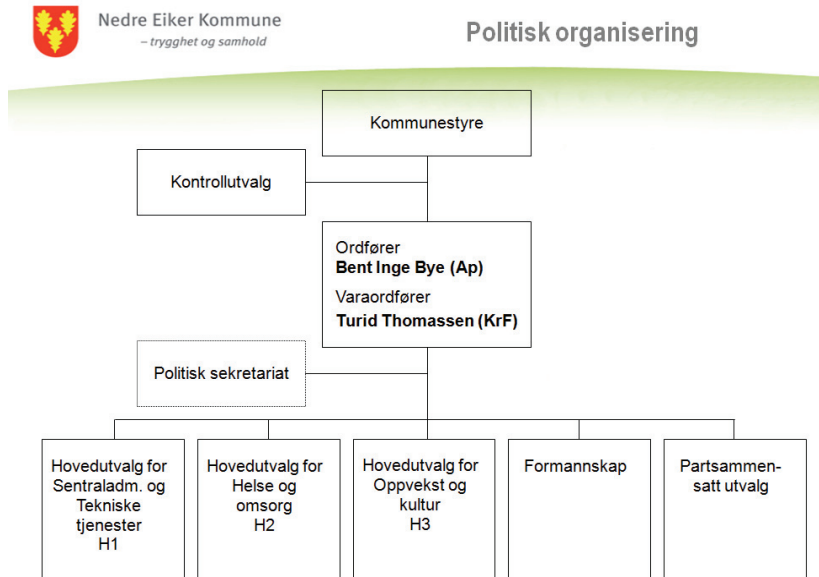 Nedre Eiker Kommune
– trygghet og samhold
Politisk organisering
Kommunestyre
Kontrollutvalg
Ordfører
Bent Inge Bye (Ap)
Varaordfører
Turid Thomassen (KrF)
Politisk sekretariat
Hovedutvalg for
Sentraladm. og
Tekniske
tjenester
H1
Hovedutvalg for
Helse og
omsorg
H2
Hovedutvalg for
Oppvekst og
kultur
H3
Formannskap
Partsammen-
satt utvalg